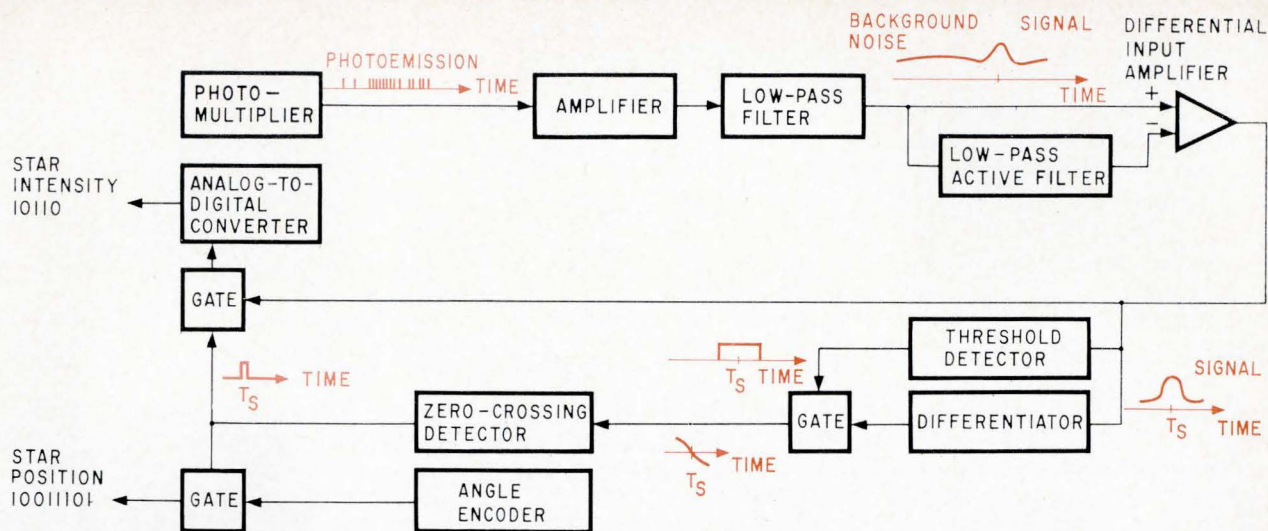 BACKGROUND
NOISE
SIGNAL
DIFFERENTIAL
INPUT
AMPLIFIER
PHOTOEMISSION
TIME
TIME
PHOTO-
MULTIPLIER
AMPLIFIER
LOW-PASS
FILTER
+
−
LOW-PASS
ACTIVE FILTER
STAR
INTENSITY
10110
ANALOG-TO-
DIGITAL
CONVERTER
GATE
THRESHOLD
DETECTOR
TIME
TS
TIME
TS
SIGNAL
TS
TIME
ZERO-CROSSING
DETECTOR
GATE
DIFFERENTIATOR
TIME
TS
STAR
POSITION
GATE
ANGLE
ENCODER